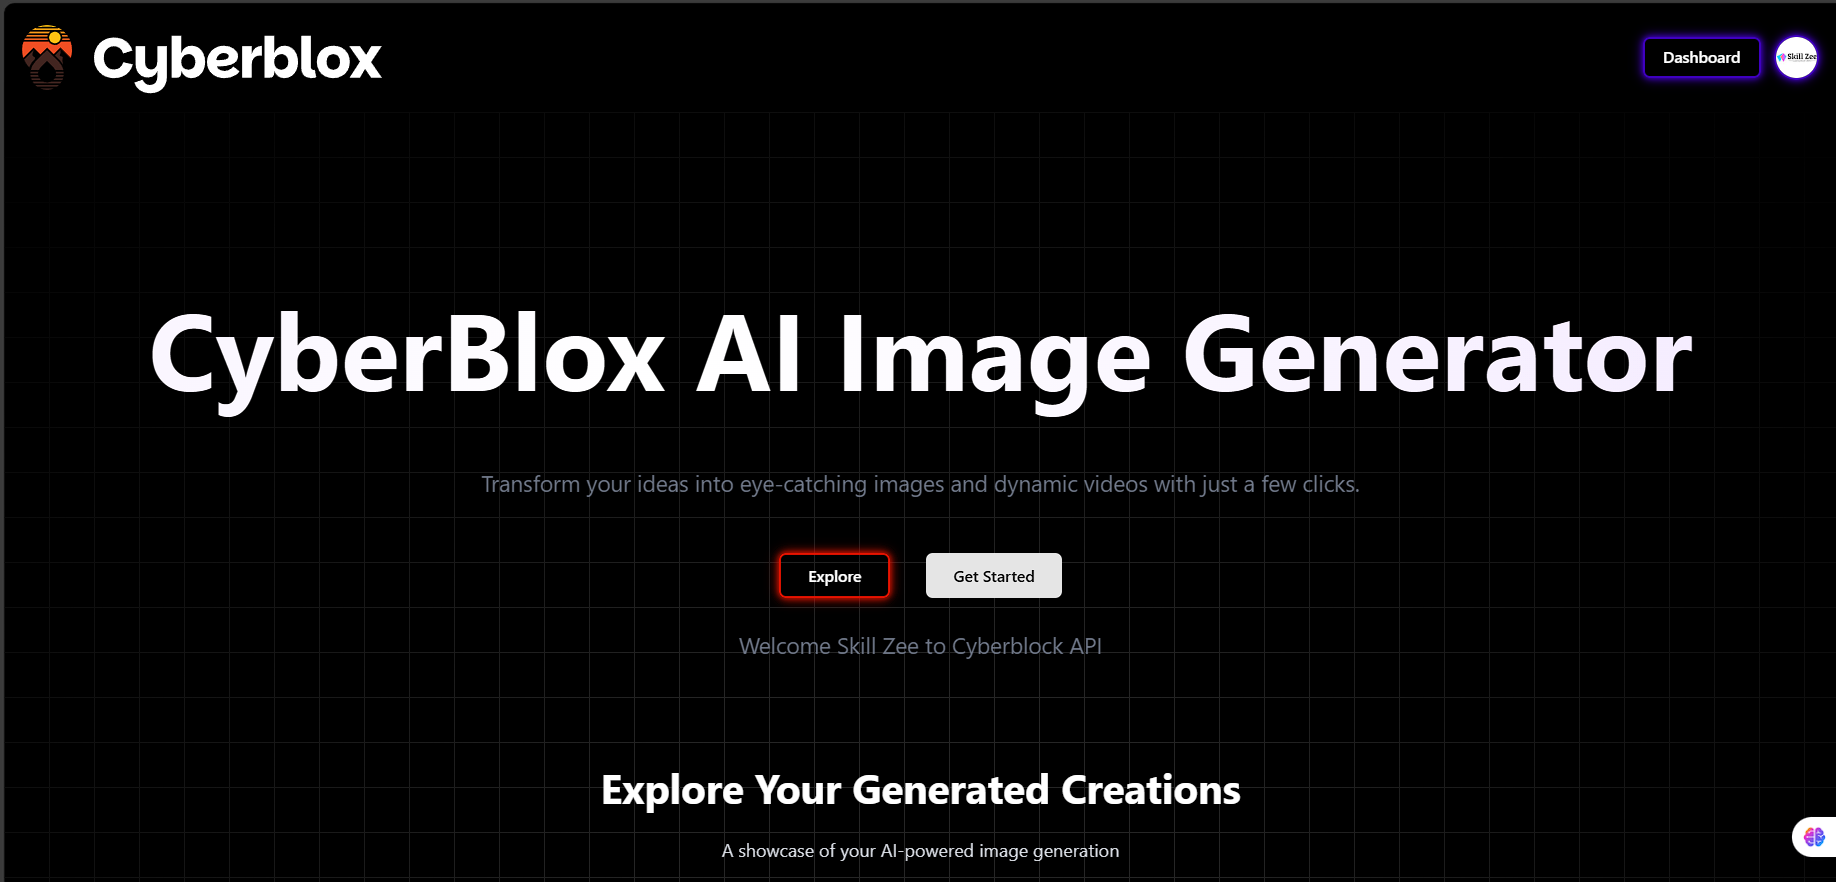 Cyberblox
Dashboard
Skill Zee
CyberBlox AI Image Generator
Transform your ideas into eye-catching images and dynamic videos with just a few clicks.
Explore
Get Started
Welcome Skill Zee to Cyberblock API
Explore Your Generated Creations
A showcase of your AI-powered image generation